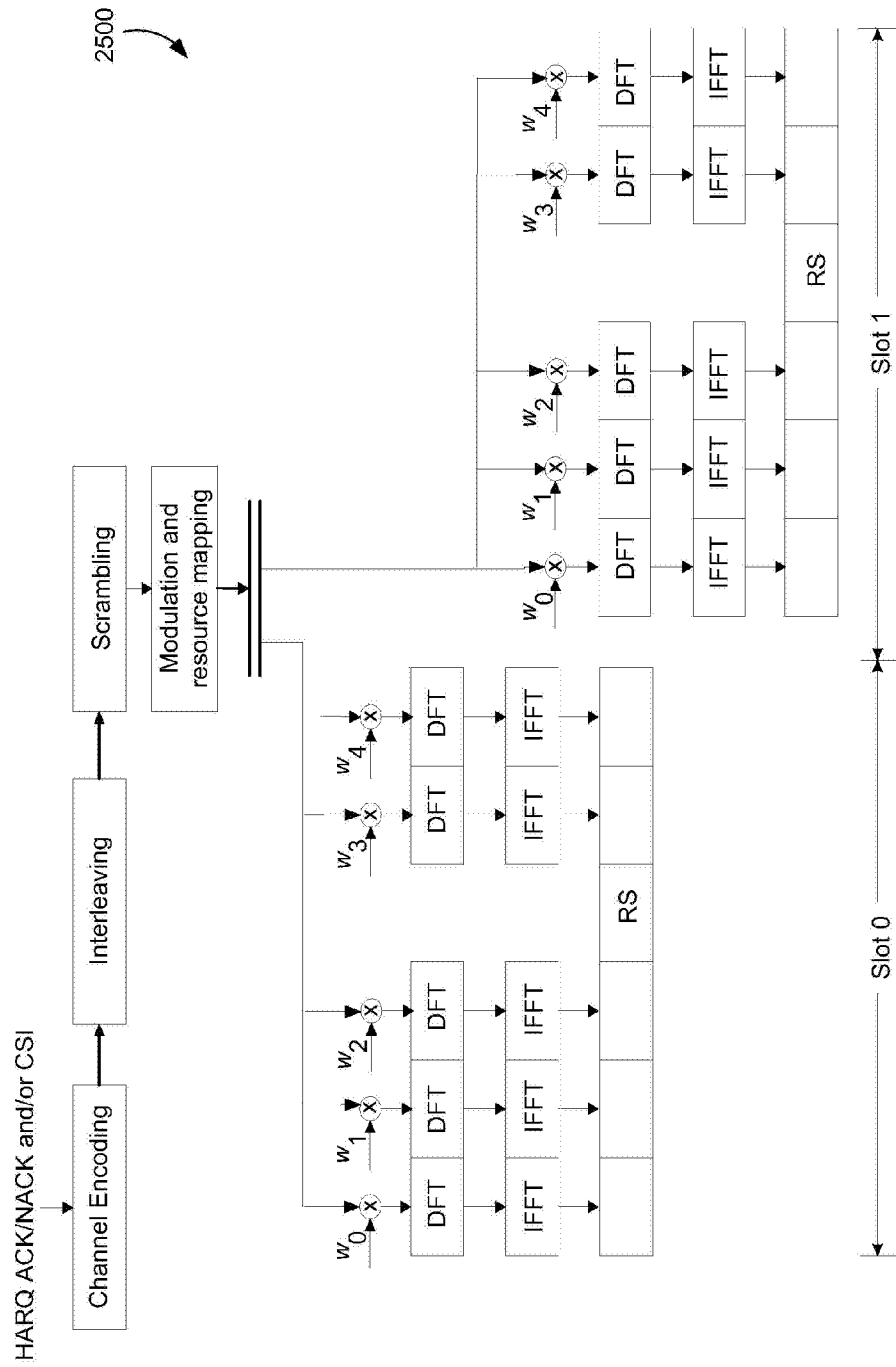 2500
HARQ ACK/NACK and/or CSI
Channel Encoding
Interleaving
Scrambling
Modulation and
resource mapping
w0
w1
w2
w3
w4
DFT
DFT
DFT
DFT
DFT
IFFT
IFFT
IFFT
IFFT
IFFT
RS
w0
w1
w2
w3
w4
DFT
DFT
DFT
DFT
DFT
IFFT
IFFT
IFFT
IFFT
IFFT
RS
Slot 0
Slot 1